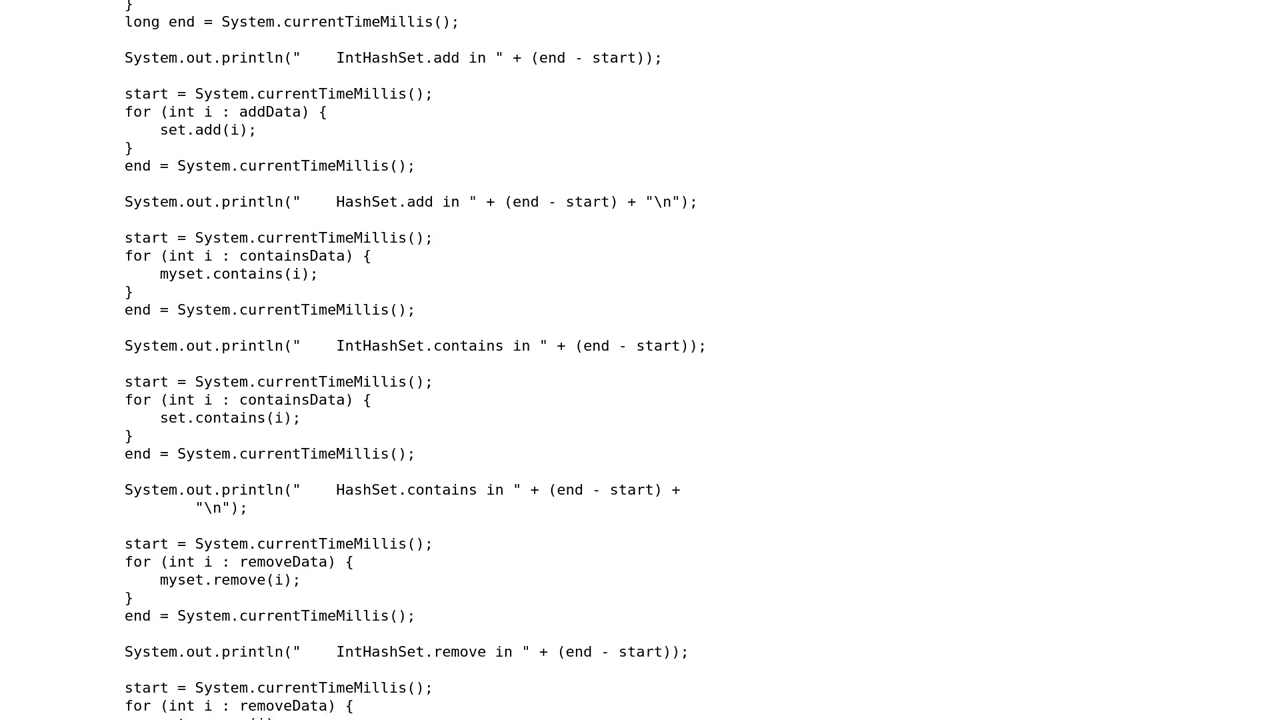 }
long end = System.currentTimeMillis();
System.out.println("    IntHashSet.add in " + (end - start));
start = System.currentTimeMillis();
for (int i : addData) {
    set.add(i);
}
end = System.currentTimeMillis();
System.out.println("    HashSet.add in " + (end - start) + "\n");
start = System.currentTimeMillis();
for (int i : containsData) {
    myset.contains(i);
}
end = System.currentTimeMillis();
System.out.println("    IntHashSet.contains in " + (end - start));
start = System.currentTimeMillis();
for (int i : containsData) {
    set.contains(i);
}
end = System.currentTimeMillis();
System.out.println("    HashSet.contains in " + (end - start) +
        "\n");
start = System.currentTimeMillis();
for (int i : removeData) {
    myset.remove(i);
}
end = System.currentTimeMillis();
System.out.println("    IntHashSet.remove in " + (end - start));
start = System.currentTimeMillis();
for (int i : removeData) {